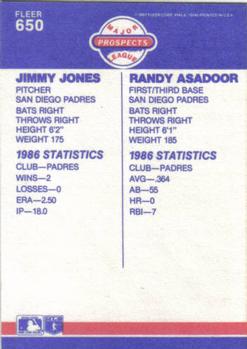 FLEER
650
MAJOR
PROSPECTS
LEAGUE
JIMMY JONES
PITCHER
SAN DIEGO PADRES
BATS RIGHT
THROWS RIGHT
HEIGHT 6'2"
WEIGHT 175
1986 STATISTICS
CLUB—PADRES
WINS—2
LOSSES—0
ERA—2.50
IP—18.0
RANDY ASADOOR
FIRST/THIRD BASE
SAN DIEGO PADRES
BATS RIGHT
THROWS RIGHT
HEIGHT 6'1"
WEIGHT 185
1986 STATISTICS
CLUB—PADRES
AVG—.364
AB—55
HR—0
RBI—7